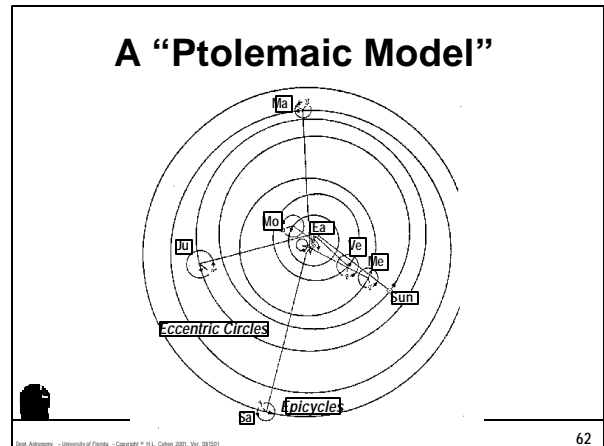 A “Ptolemaic Model”
Ma
Mo
Ea
Ju
Ve
Me
Sun
Eccentric Circles
Epicycles
Sa
Dept. Astronomy – University of Florida – Copyright © H.L. Cohen 2001. Ver. 081501
62